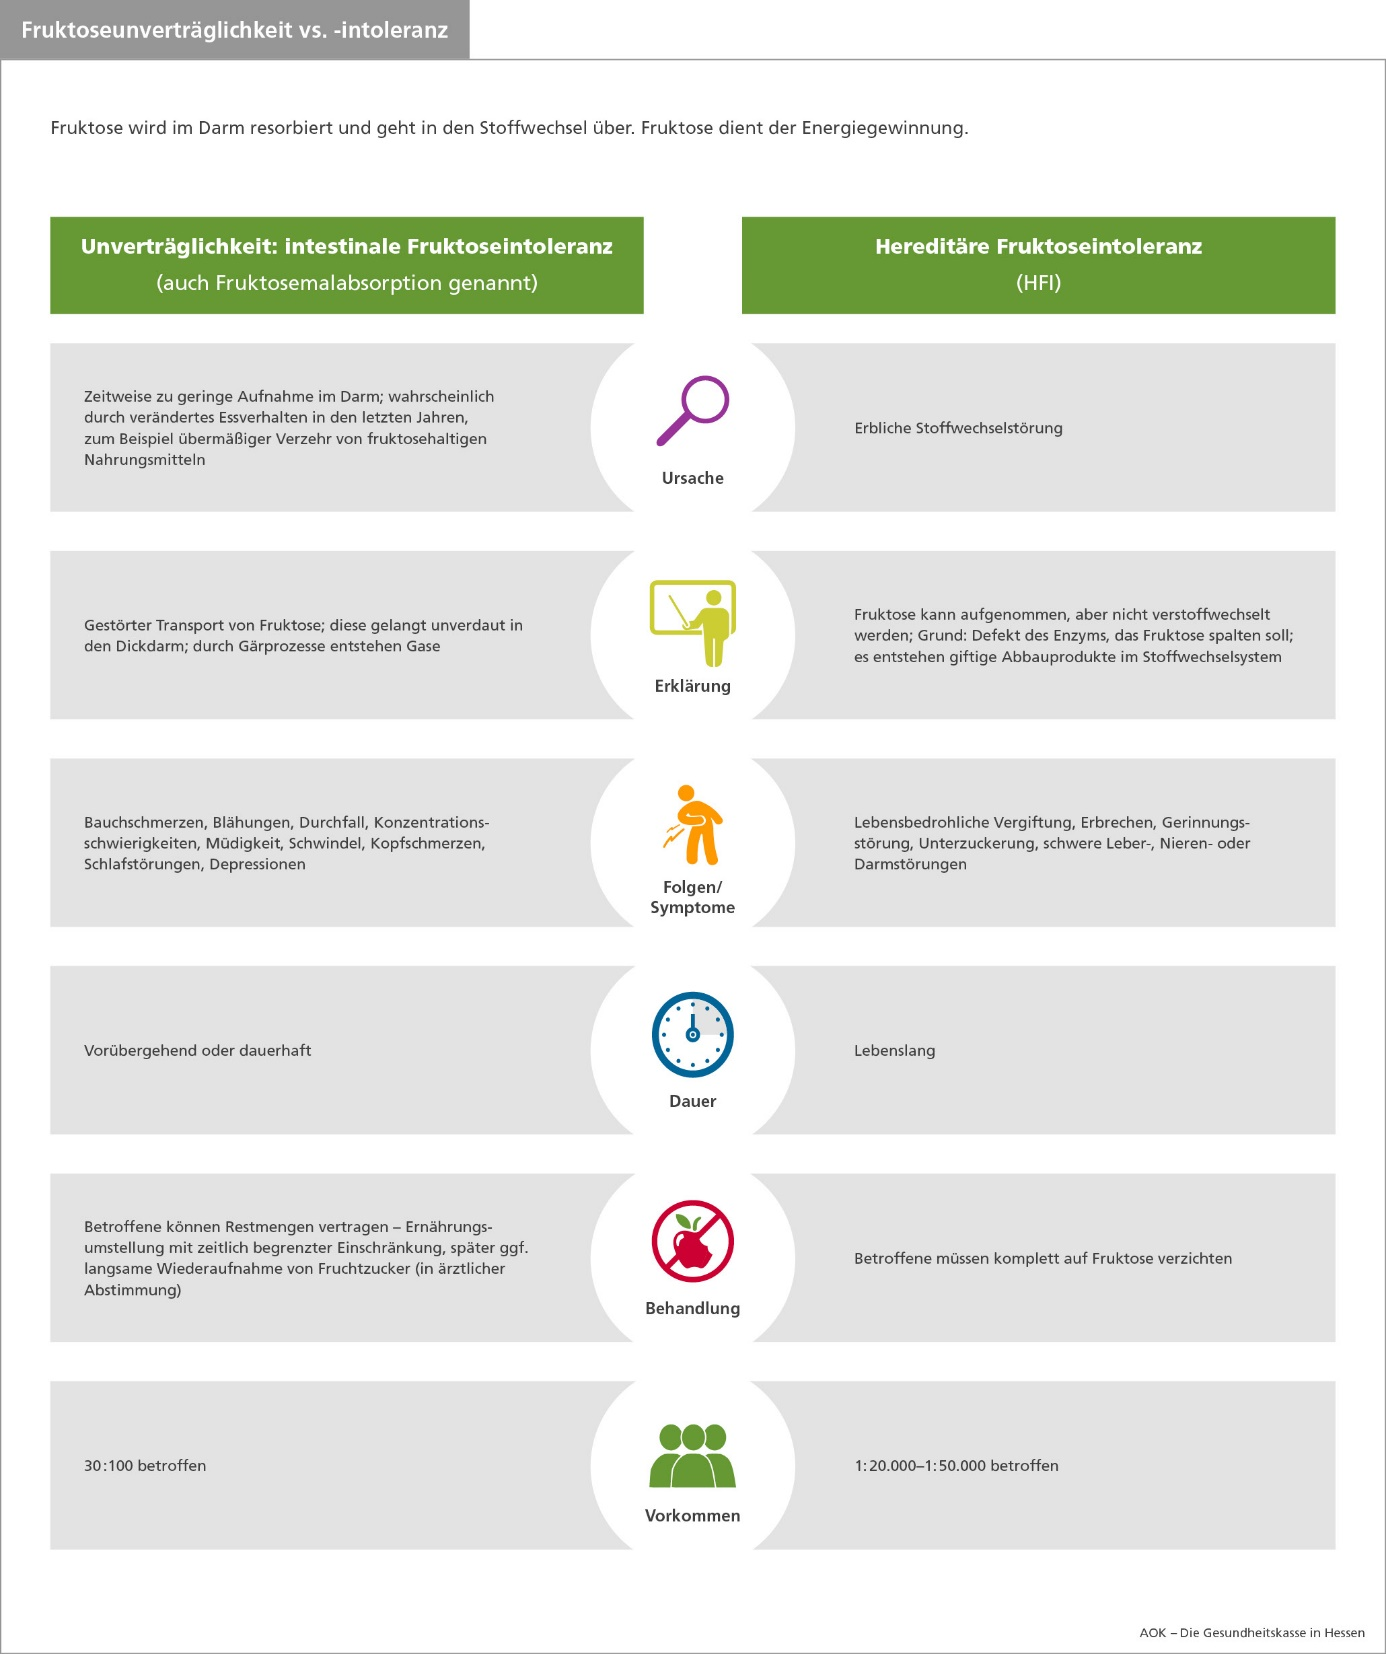 Fruktoseunverträglichkeit vs. -intoleranz
Fruktose wird im Darm resorbiert und geht in den Stoffwechsel über. Fruktose dient der Energiegewinnung.
Unverträglichkeit: intestinale Fruktoseintoleranz
(auch Fruktosemalabsorption genannt)
Hereditäre Fruktoseintoleranz
(HFI)
Zeitweise zu geringe Aufnahme im Darm; wahrscheinlich
durch verändertes Essverhalten in den letzten Jahren,
zum Beispiel übermäßiger Verzehr von fruktosehaltigen
Nahrungsmitteln
Ursache
Erbliche Stoffwechselstörung
Gestörter Transport von Fruktose; diese gelangt unverdaut in
den Dickdarm; durch Gärprozesse entstehen Gase
Erklärung
Fruktose kann aufgenommen, aber nicht verstoffwechselt
werden; Grund: Defekt des Enzyms, das Fruktose spalten soll;
es entstehen giftige Abbauprodukte im Stoffwechselsystem
Bauchschmerzen, Blähungen, Durchfall, Konzentrations-
schwierigkeiten, Müdigkeit, Schwindel, Kopfschmerzen,
Schlafstörungen, Depressionen
Folgen/
Symptome
Lebensbedrohliche Vergiftung, Erbrechen, Gerinnungs-
störung, Unterzuckerung, schwere Leber-, Nieren- oder
Darmstörungen
Vorübergehend oder dauerhaft
Dauer
Lebenslang
Betroffene können Restmengen vertragen – Ernährungs-
umstellung mit zeitlich begrenzter Einschränkung, später ggf.
langsame Wiederaufnahme von Fruchtzucker (in ärztlicher
Abstimmung)
Behandlung
Betroffene müssen komplett auf Fruktose verzichten
30:100 betroffen
Vorkommen
1:20.000–1:50.000 betroffen
AOK – Die Gesundheitskasse in Hessen